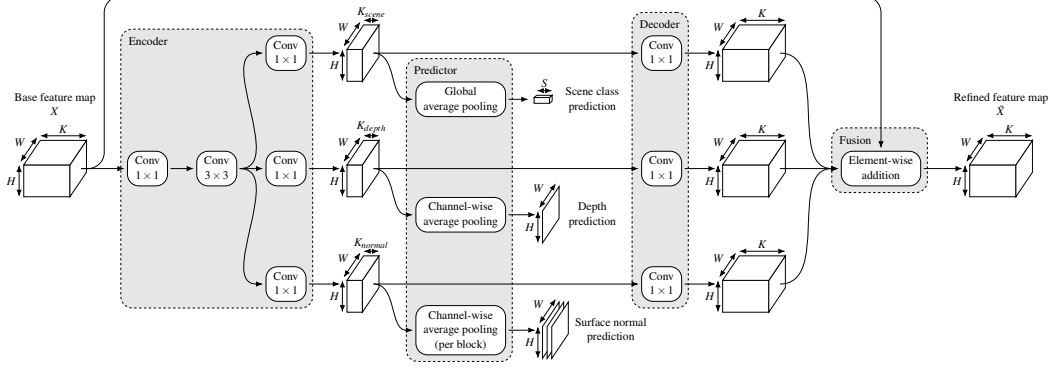 Base feature map
X
W
K
H
Encoder
Conv
1 × 1
Conv
3 × 3
Conv
1 × 1
Conv
1 × 1
Conv
1 × 1
W
K_scene
H
W
K_depth
H
W
K_normal
H
Predictor
Global
average pooling
Channel-wise
average pooling
Channel-wise
average pooling
(per block)
S
Scene class
prediction
W
H
Depth
prediction
W
H
Surface normal
prediction
Decoder
Conv
1 × 1
Conv
1 × 1
Conv
1 × 1
W
K
H
W
K
H
W
K
H
Fusion
Element-wise
addition
Refined feature map
X̂
W
K
H